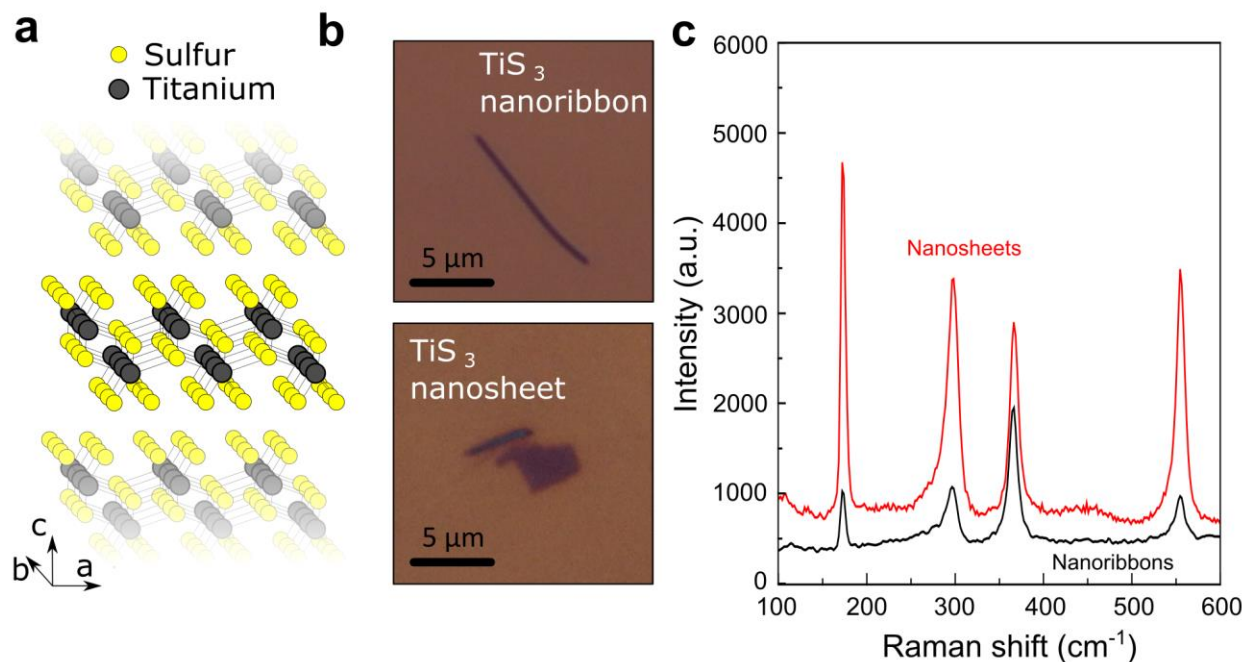 a
Sulfur
Titanium
c
b
a
b
TiS 3
nanoribbon
5 μm
TiS 3
nanosheet
5 μm
c
6000
5000
4000
3000
2000
1000
0
Intensity (a.u.)
Nanosheets
Nanoribbons
100 200 300 400 500 600
Raman shift (cm-1)